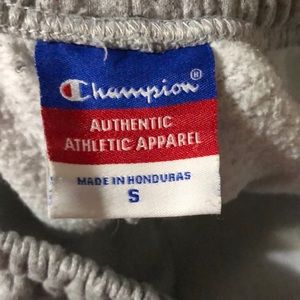 Champion®
AUTHENTIC
ATHLETIC APPAREL
MADE IN HONDURAS
S